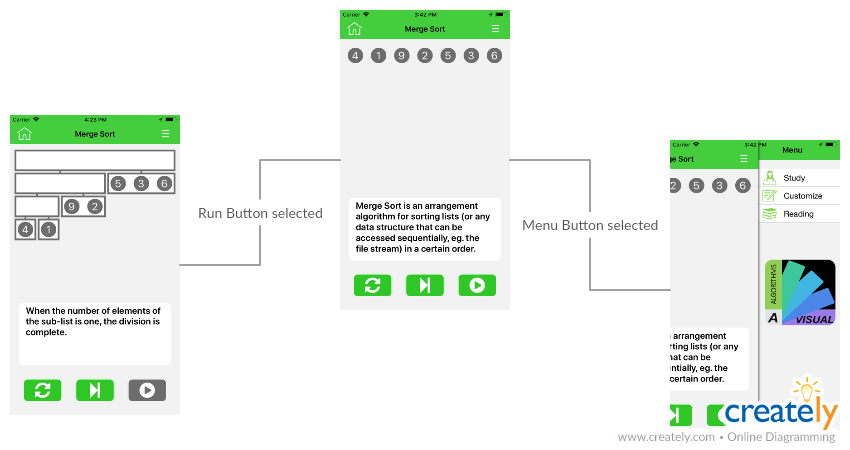 Carrier 3:42 PM
Merge Sort
4 1 9 2 5 3 6
Merge Sort is an arrangement
algorithm for sorting lists (or any
data structure that can be
accessed sequentially, eg. the
file stream) in a certain order.
Carrier 4:23 PM
Merge Sort
5 3 6
9 2
4 1
When the number of elements of
the sub-list is one, the division is
complete.
Run Button selected
Menu Button selected
Carrier 3:42 PM
ge Sort
Menu
2 5 3 6
Study
Customize
Reading
ALGORITHMS
A VISUAL
arrangement
rting lists (or any
hat can be
entially, eg. the
certain order.
creately
www.creately.com • Online Diagramming